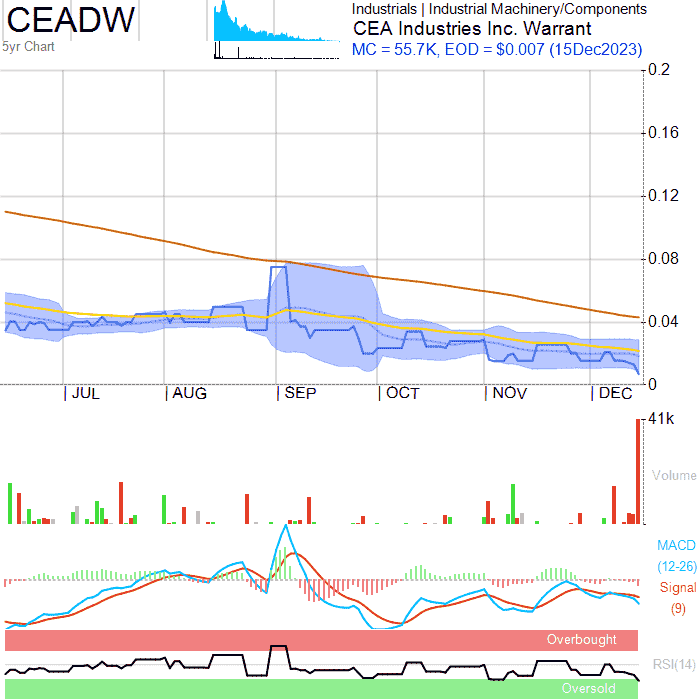 CEADW
5yr Chart
Industrials | Industrial Machinery/Components
CEA Industries Inc. Warrant
MC = 55.7K, EOD = $0.007 (15Dec2023)
0.2
0.16
0.12
0.08
0.04
0
JUL AUG SEP OCT NOV DEC
41k
Volume
MACD
(12-26)
Signal
(9)
Overbought
RSI(14)
Oversold